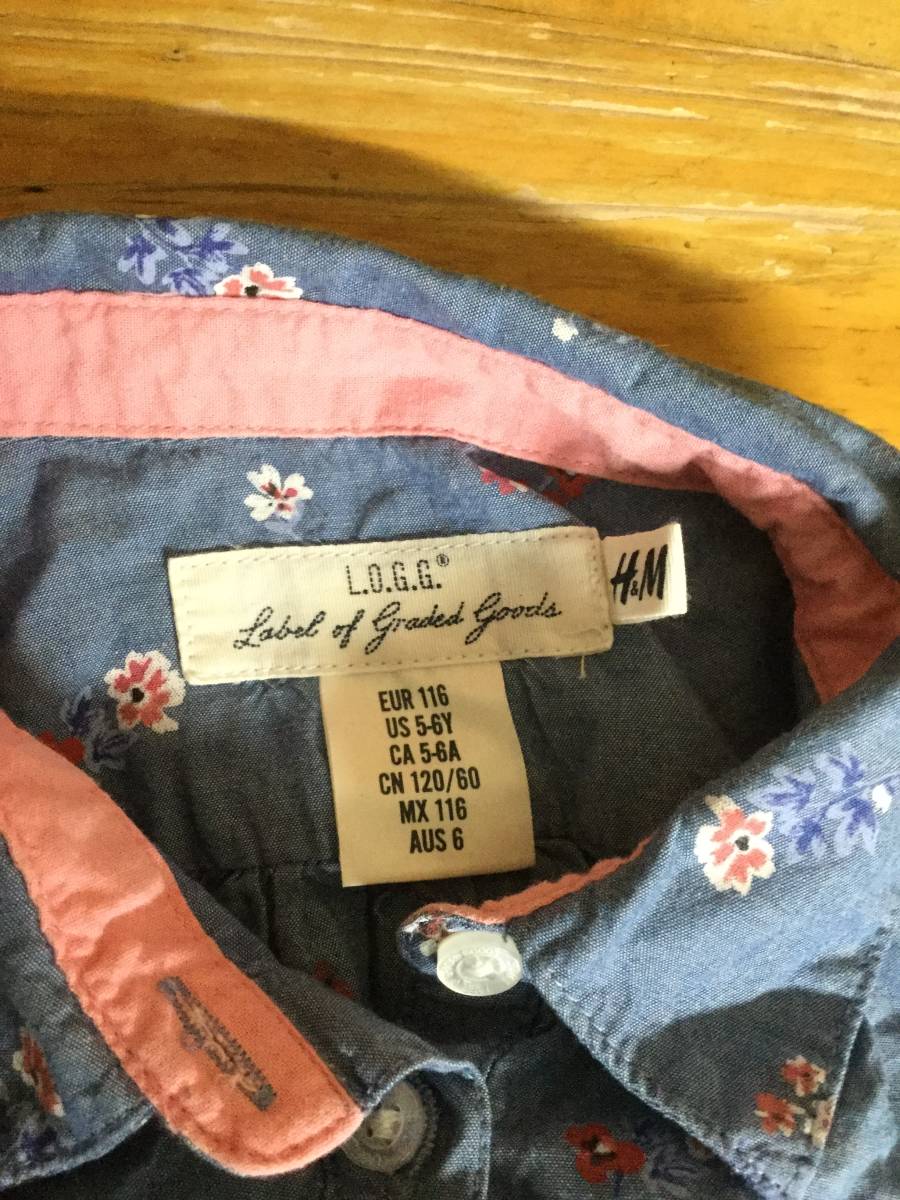 L.O.G.G.®
Label of Graded Goods
H&M
EUR 116
US 5-6Y
CA 5-6A
CN 120/60
MX 116
AUS 6